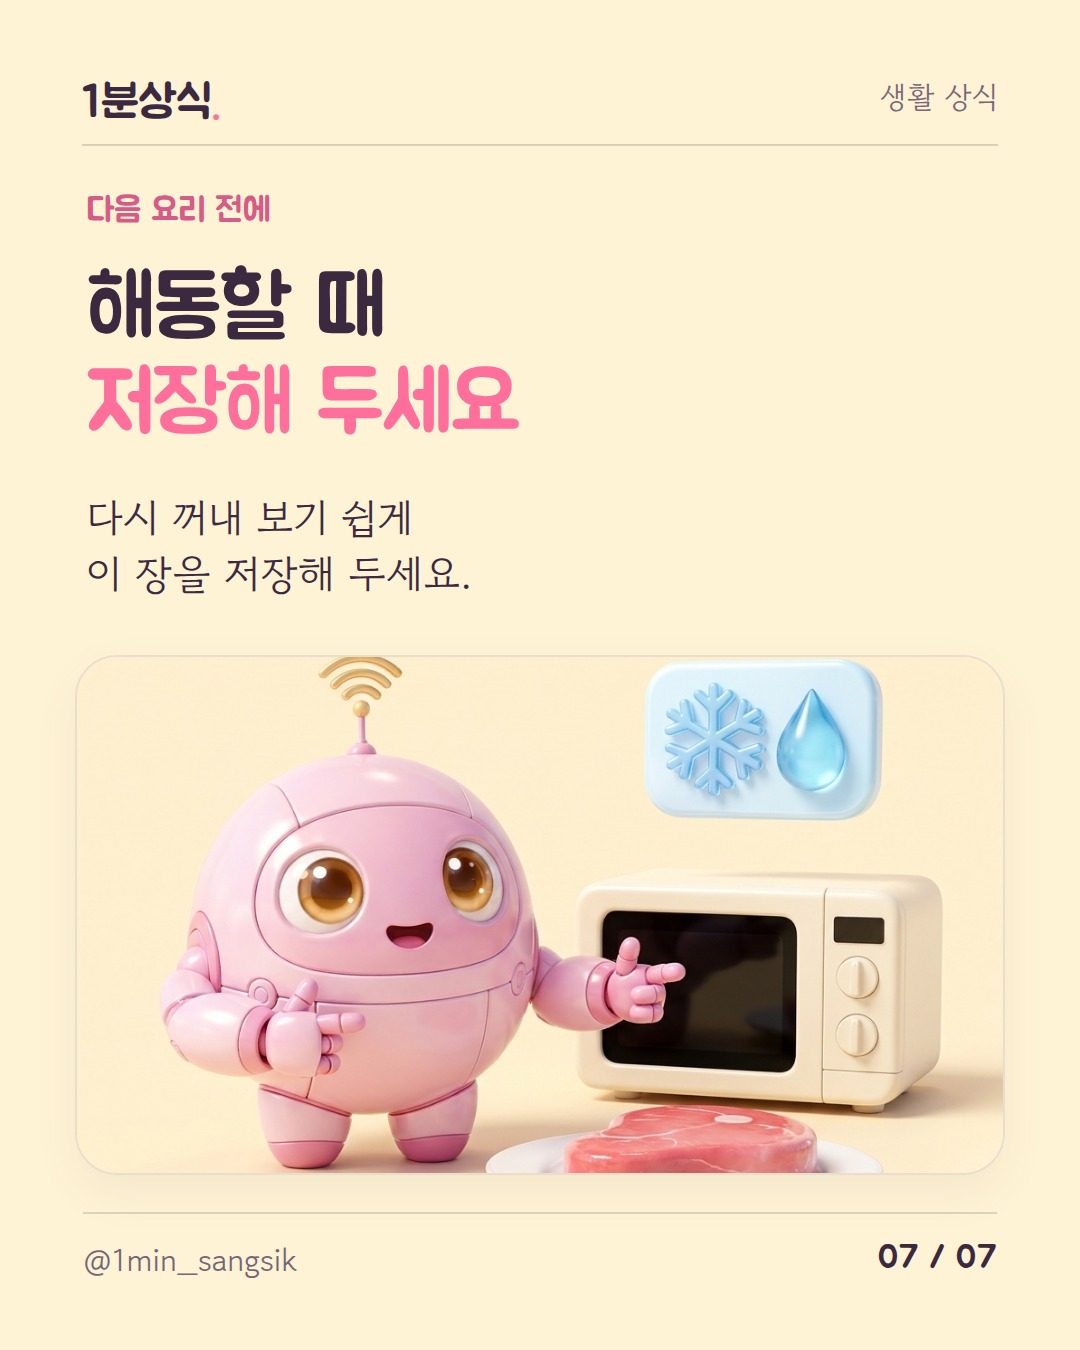 1분상식.
생활 상식
다음 요리 전에
해동할 때
저장해 두세요
다시 꺼내 보기 쉽게
이 장을 저장해 두세요.
@1min_sangsik
07 / 07